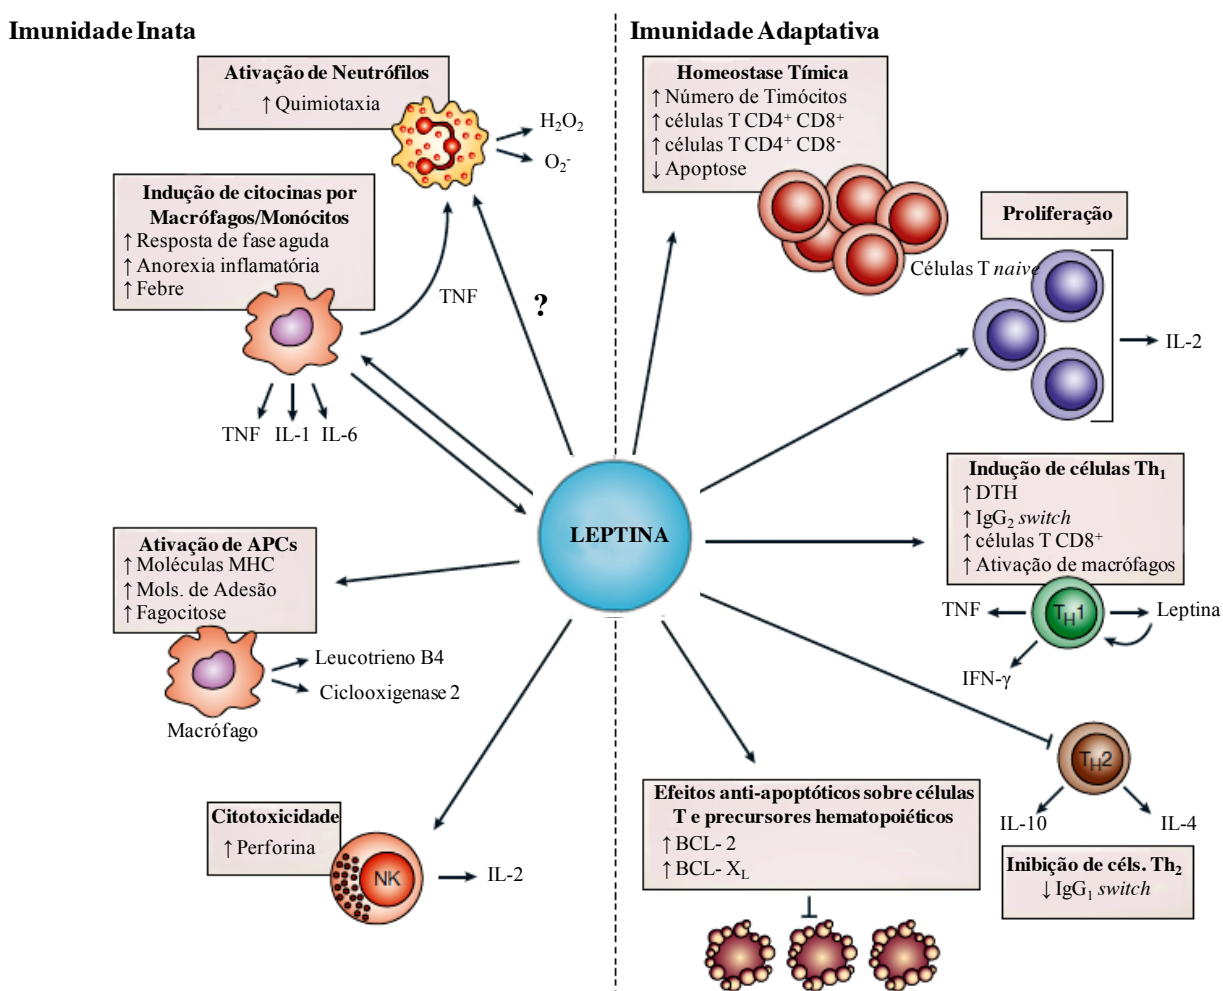 Imunidade Inata
Ativação de Neutrófilos
↑ Quimiotaxia
H₂O₂
O₂⁻
Indução de citocinas por
Macrófagos/Monócitos
↑ Resposta de fase aguda
↑ Anorexia inflamatória
↑ Febre
TNF
?
TNF IL-1 IL-6
LEPTINA
Ativação de APCs
↑ Moléculas MHC
↑ Mols. de Adesão
↑ Fagocitose
Leucotrieno B4
Ciclooxigenase 2
Macrófago
Citotoxicidade
↑ Perforina
NK
IL-2
Imunidade Adaptativa
Homeostase Tímica
↑ Número de Timócitos
↑ células T CD4⁺ CD8⁺
↑ células T CD4⁺ CD8⁻
↓ Apoptose
Células T naive
Proliferação
IL-2
Indução de células Th₁
↑ DTH
↑ IgG₂ switch
↑ células T CD8⁺
↑ Ativação de macrófagos
TNF
T_H1
Leptina
IFN-γ
T_H2
IL-10
IL-4
Inibição de céls. Th₂
↓ IgG₁ switch
Efeitos anti-apoptóticos sobre células
T e precursores hematopoiéticos
↑ BCL- 2
↑ BCL- X_L